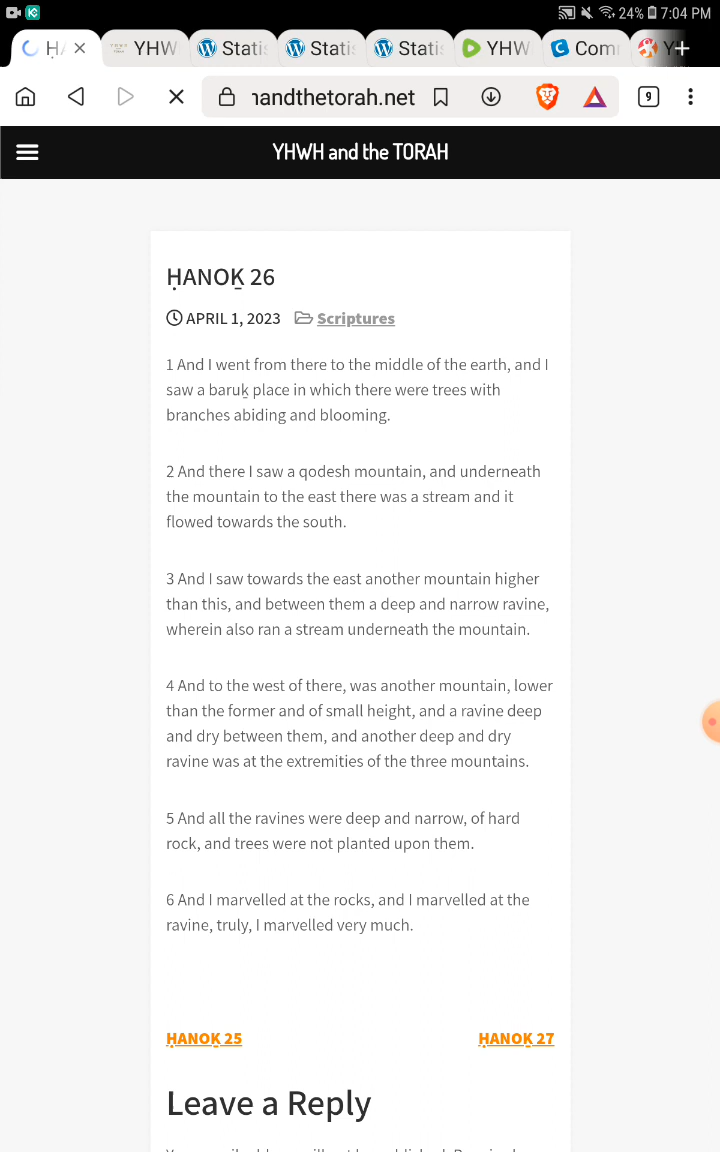 24% 7:04 PM
H YHW Statis Statis Statis YHW Com Y +
handthetorah.net 9
YHWH and the TORAH
ḤANOḴ 26
APRIL 1, 2023 Scriptures
1 And I went from there to the middle of the earth, and I
saw a baruḵ place in which there were trees with
branches abiding and blooming.
2 And there I saw a qodesh mountain, and underneath
the mountain to the east there was a stream and it
flowed towards the south.
3 And I saw towards the east another mountain higher
than this, and between them a deep and narrow ravine,
wherein also ran a stream underneath the mountain.
4 And to the west of there, was another mountain, lower
than the former and of small height, and a ravine deep
and dry between them, and another deep and dry
ravine was at the extremities of the three mountains.
5 And all the ravines were deep and narrow, of hard
rock, and trees were not planted upon them.
6 And I marvelled at the rocks, and I marvelled at the
ravine, truly, I marvelled very much.
ḤANOḴ 25 ḤANOḴ 27
Leave a Reply